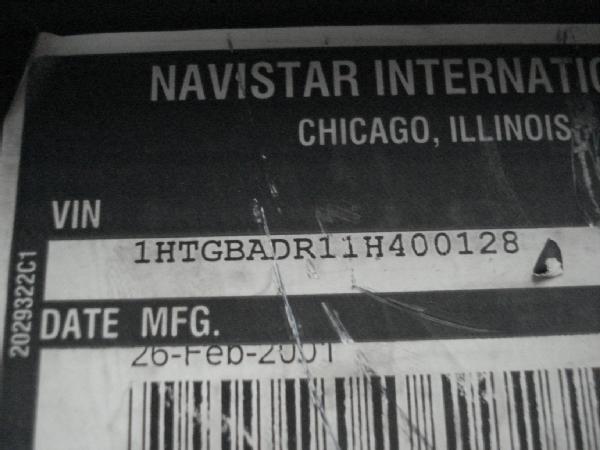 NAVISTAR INTERNATIO
CHICAGO, ILLINOIS
VIN
1HTGBADR11H400128
DATE MFG.
26-Feb-2001
2029322C1